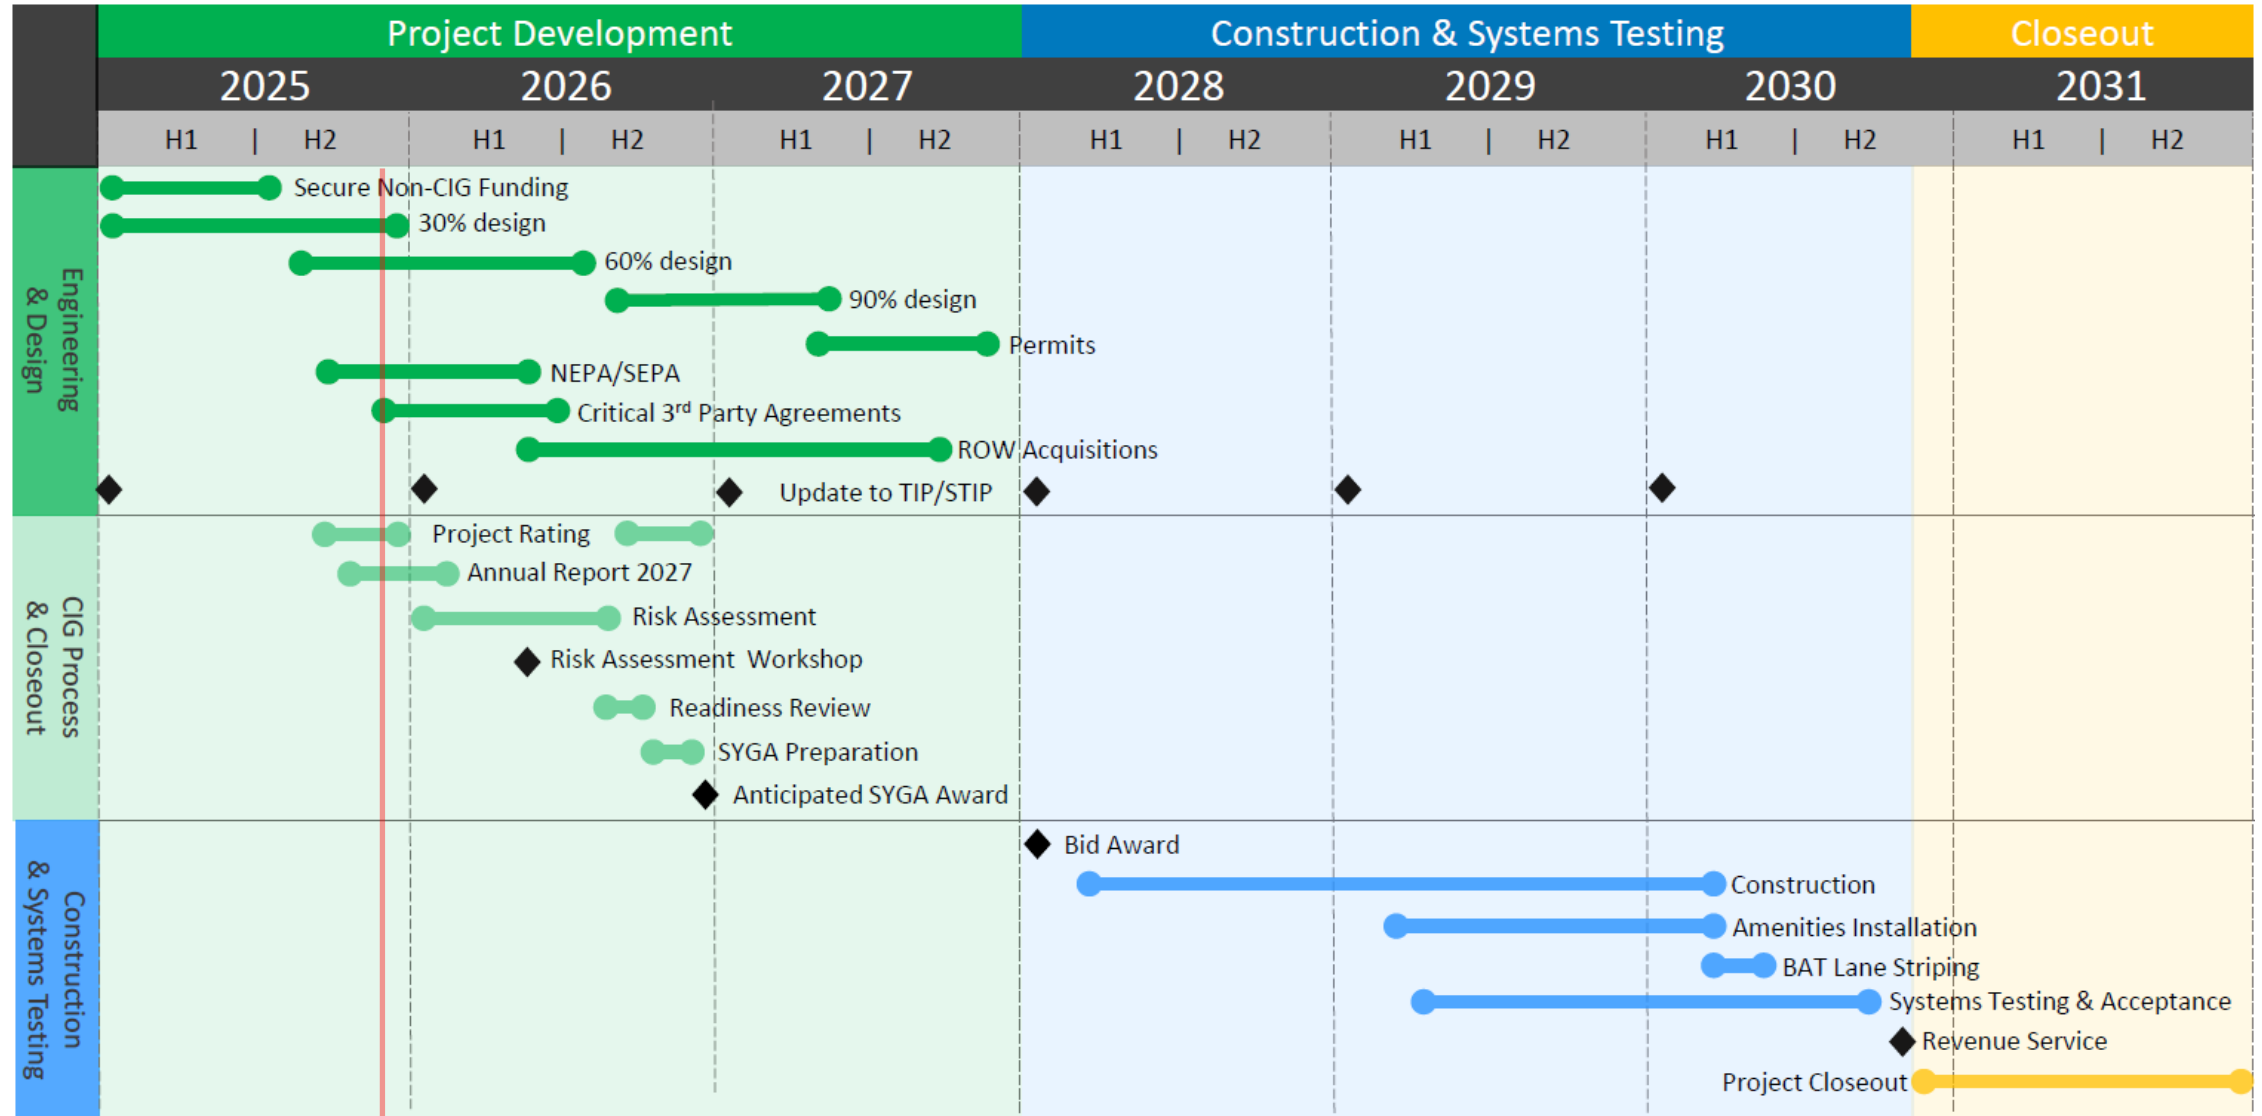 Project Development
Construction & Systems Testing
Closeout
2025
2026
2027
2028
2029
2030
2031
H1 | H2
H1 | H2
H1 | H2
H1 | H2
H1 | H2
H1 | H2
H1 | H2
Engineering
& Design
Secure Non-CIG Funding
30% design
60% design
90% design
Permits
NEPA/SEPA
Critical 3rd Party Agreements
ROW Acquisitions
Update to TIP/STIP
CIG Process
& Closeout
Project Rating
Annual Report 2027
Risk Assessment
Risk Assessment Workshop
Readiness Review
SYGA Preparation
Anticipated SYGA Award
Construction
& Systems Testing
Bid Award
Construction
Amenities Installation
BAT Lane Striping
Systems Testing & Acceptance
Revenue Service
Project Closeout